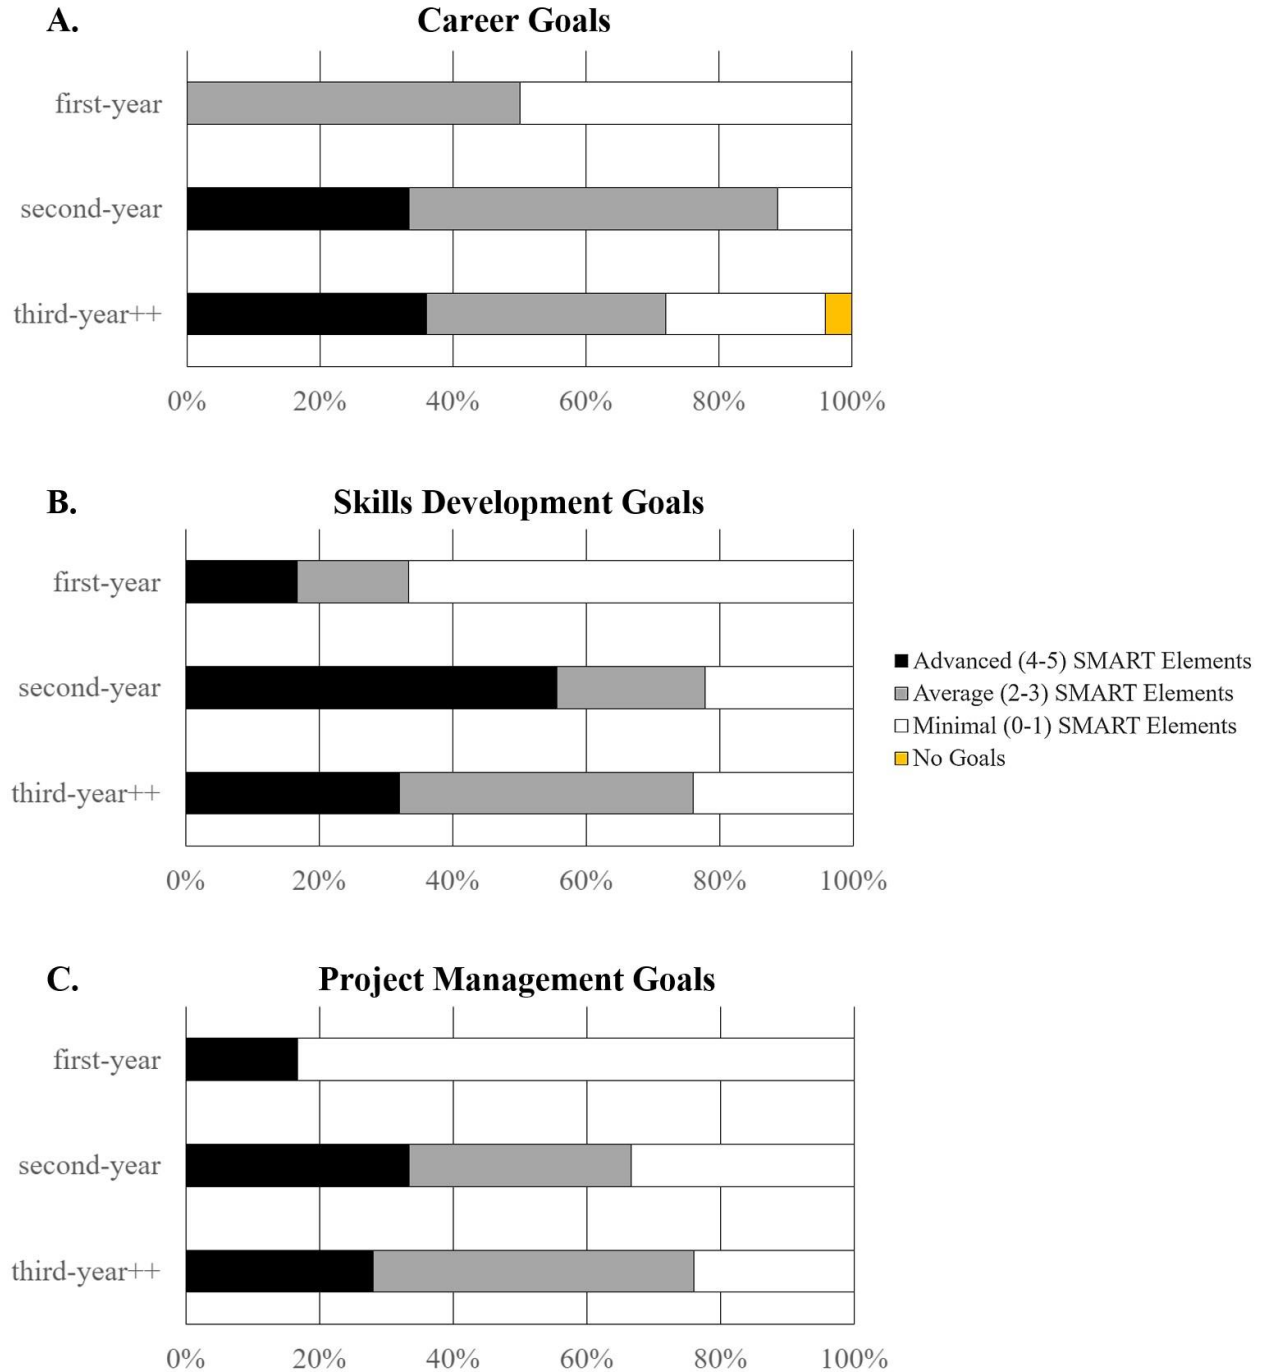 A.
Career Goals
first-year
second-year
third-year++
0% 20% 40% 60% 80% 100%
B.
Skills Development Goals
first-year
second-year
third-year++
0% 20% 40% 60% 80% 100%
Advanced (4-5) SMART Elements
Average (2-3) SMART Elements
Minimal (0-1) SMART Elements
No Goals
C.
Project Management Goals
first-year
second-year
third-year++
0% 20% 40% 60% 80% 100%